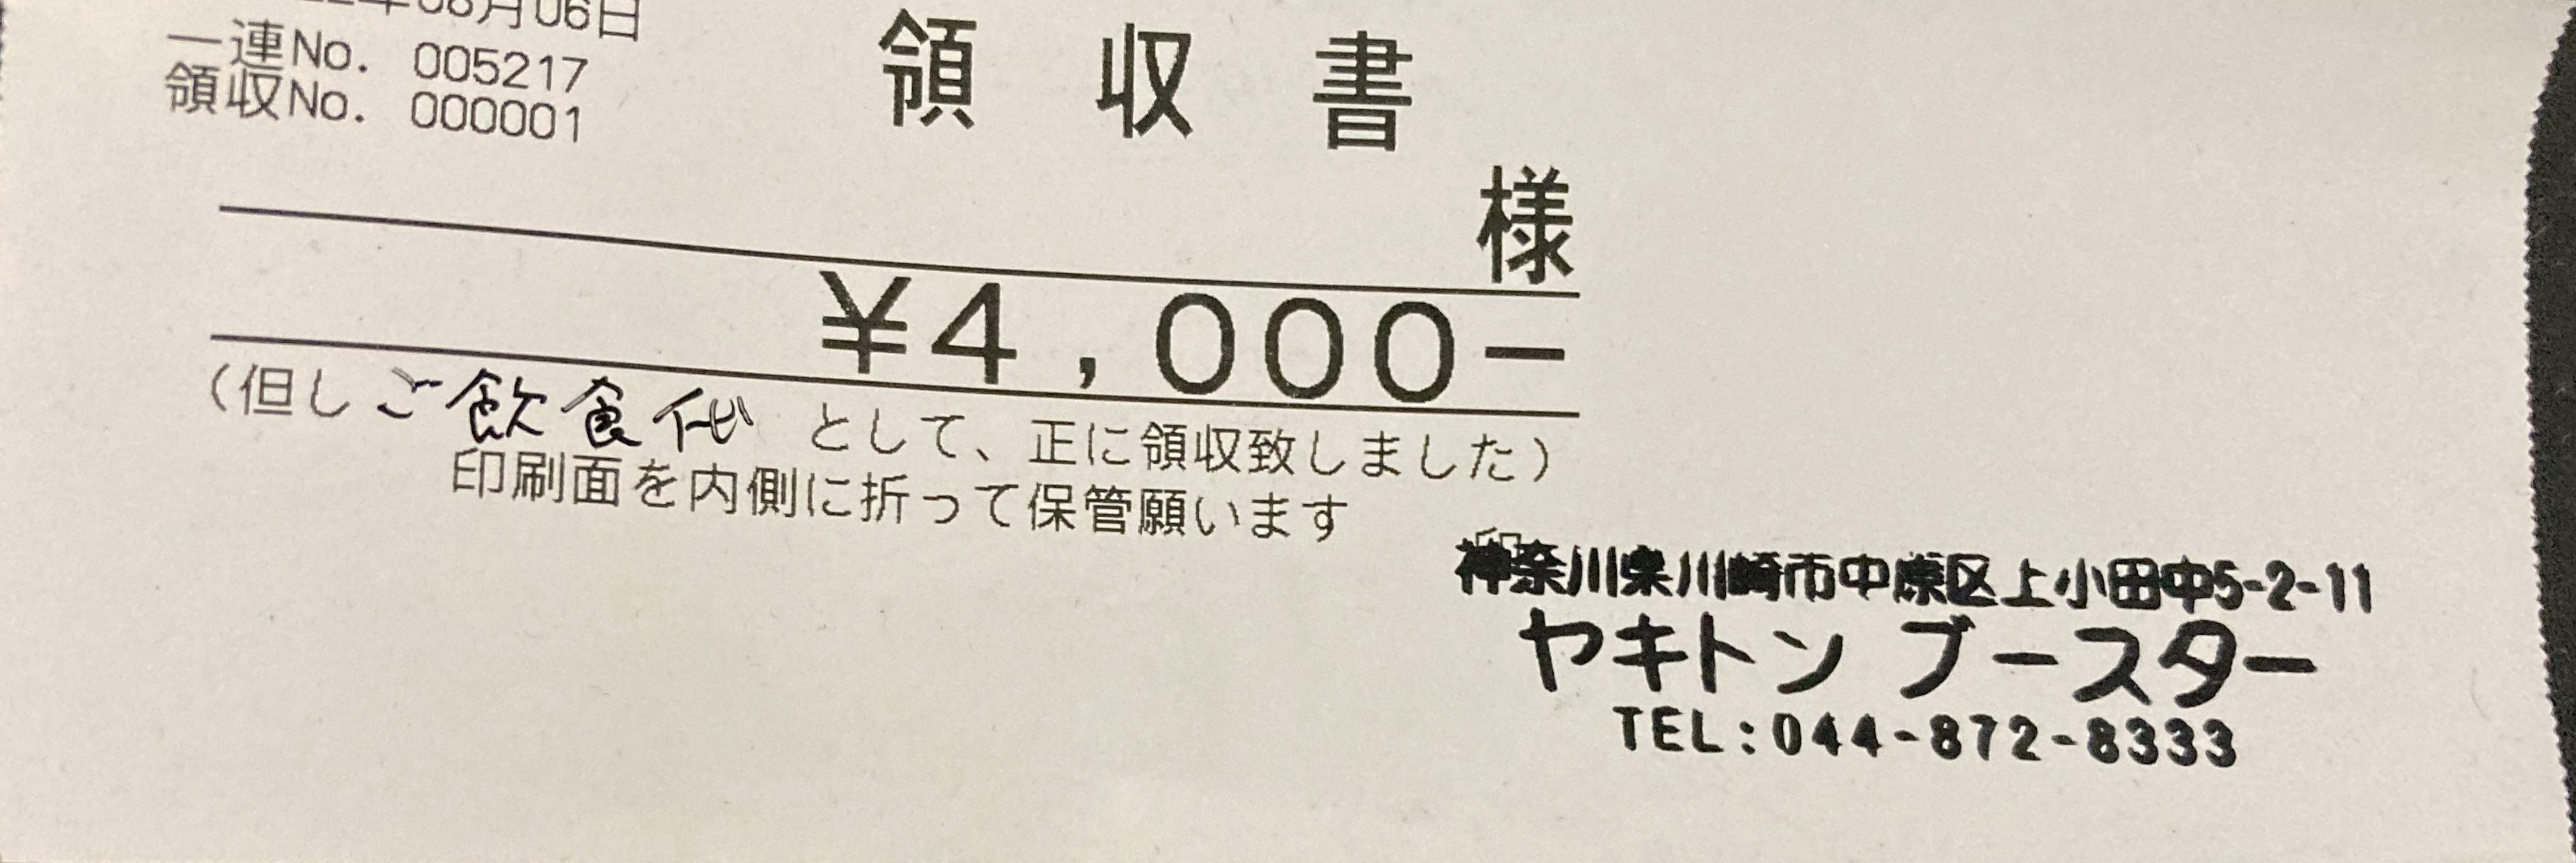 年08月06日
一連No. 005217
領収No. 000001
領収書
様
¥4,000-
(但しご飲食代 として、正に領収致しました)
印刷面を内側に折って保管願います
神奈川県川崎市中原区上小田中5-2-11
ヤキトン ブースター
TEL:044-872-8333